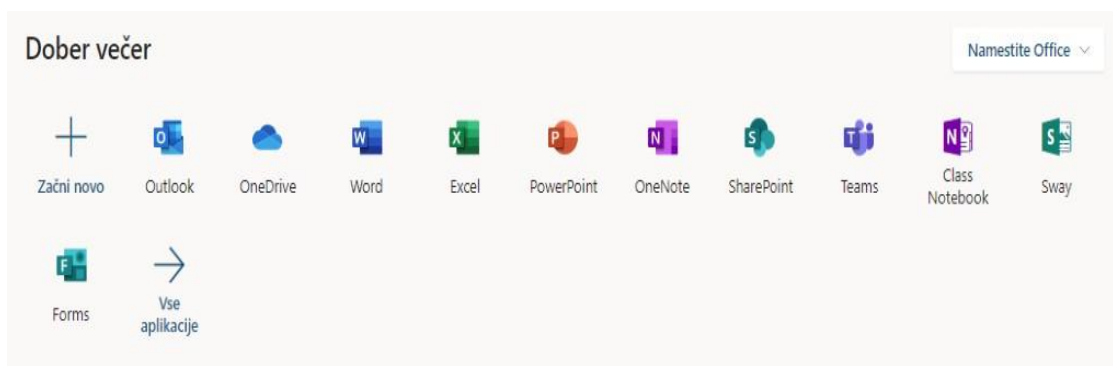 Dober večer
Namestite Office
Začni novo
Outlook
OneDrive
Word
Excel
PowerPoint
OneNote
SharePoint
Teams
Class
Notebook
Sway
Forms
Vse
aplikacije